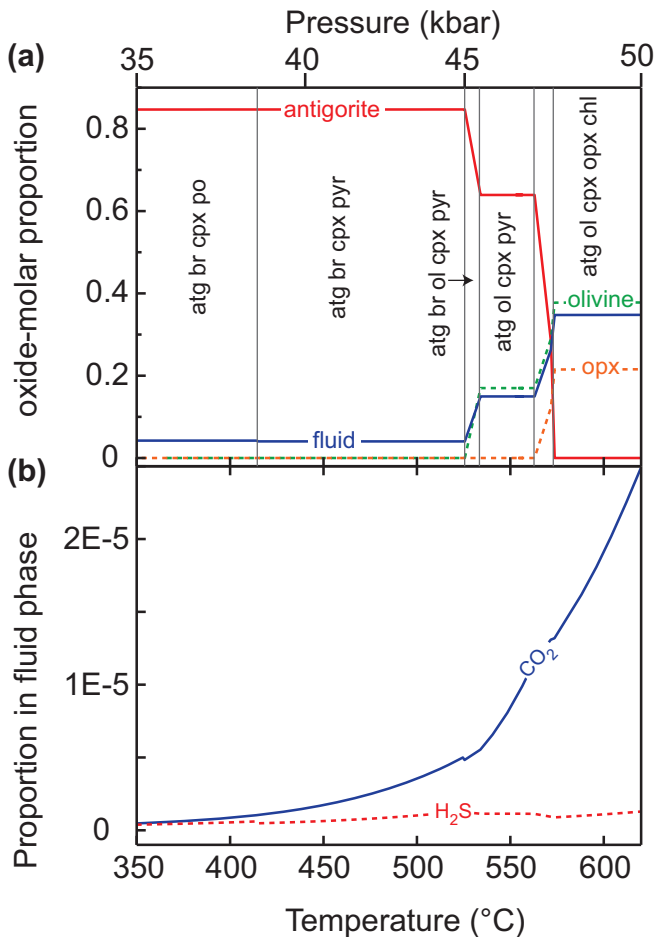 Pressure (kbar)
(a)
35
40
45
50
oxide-molar proportion
0.8
0.6
0.4
0.2
0
antigorite
atg br cpx po
atg br cpx pyr
atg br ol cpx pyr
atg ol cpx pyr
atg ol cpx opx chl
olivine
opx
fluid
(b)
Proportion in fluid phase
2E-5
1E-5
0
CO₂
H₂S
350
400
450
500
550
600
Temperature (°C)